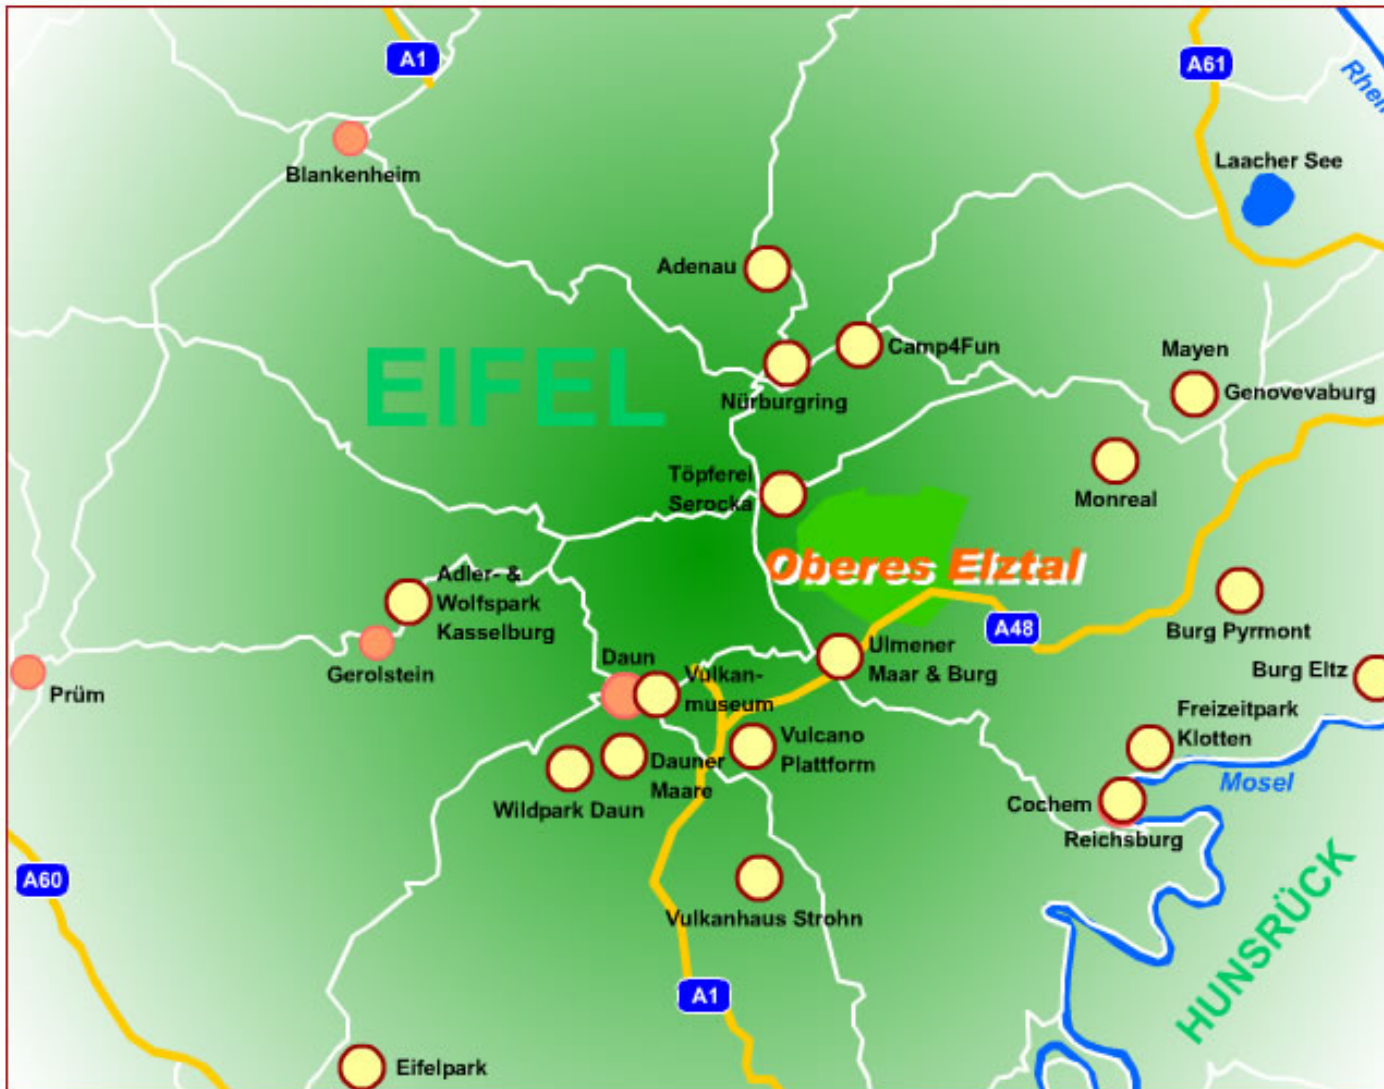 A1
A61
Rhein
Laacher See
Blankenheim
Adenau
EIFEL
Camp4Fun
Mayen
Genovevaburg
Nürburgring
Töpferei
Serocka
Monreal
Oberes Elztal
Adler- &
Wolfspark
Kasselburg
A48
Burg Pyrmont
Ulmener
Maar & Burg
Gerolstein
Daun
Burg Eltz
Prüm
Vulkan-
museum
Freizeitpark
Klotten
Vulcano
Plattform
Dauner
Maare
Mosel
Wildpark Daun
Cochem
Reichsburg
A60
Vulkanhaus Strohn
HUNSRÜCK
A1
Eifelpark